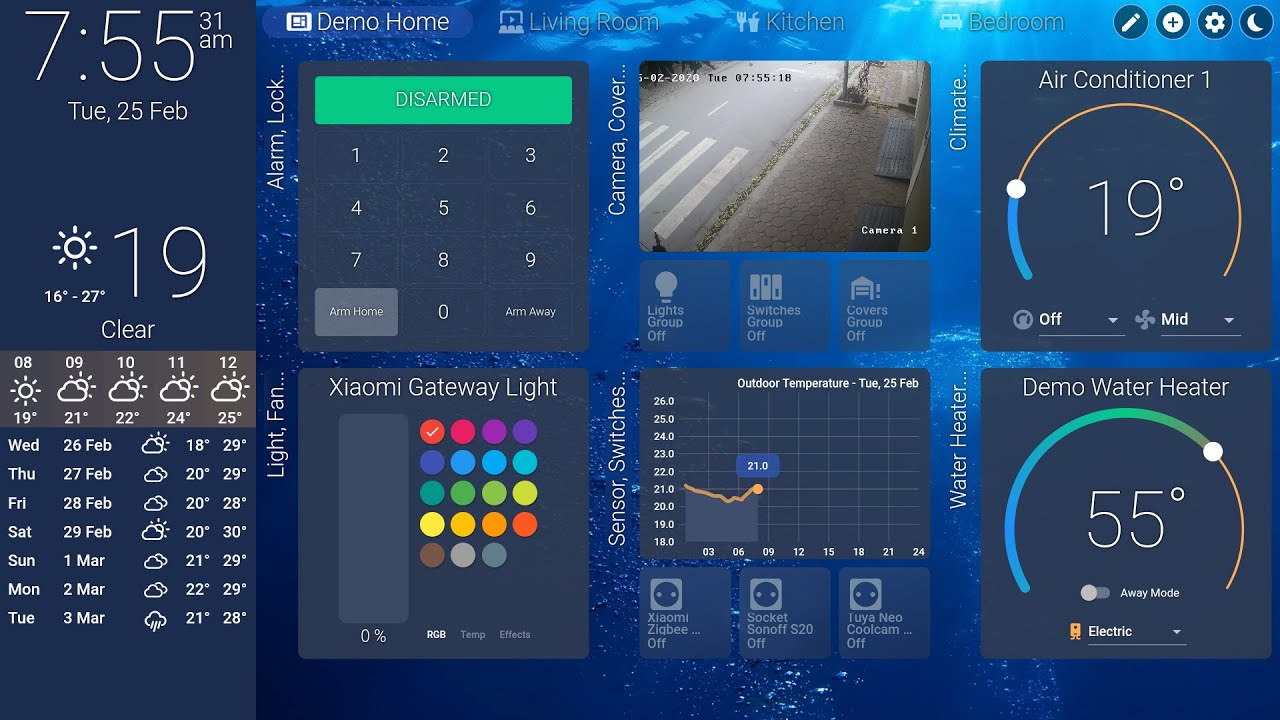 7:55 31 am
Tue, 25 Feb
19
16° - 27°
Clear
08 09 10 11 12
19° 21° 22° 24° 25°
Wed 26 Feb 18° 29°
Thu 27 Feb 20° 29°
Fri 28 Feb 20° 28°
Sat 29 Feb 20° 30°
Sun 1 Mar 21° 29°
Mon 2 Mar 22° 29°
Tue 3 Mar 21° 28°
Demo Home Living Room Kitchen Bedroom
Alarm, Lock...
DISARMED
1 2 3
4 5 6
7 8 9
Arm Home 0 Arm Away
Camera, Cover...
5-02-2020 Tue 07:55:18
Camera 1
Lights Group
Off
Switches Group
Off
Covers Group
Off
Climate...
Air Conditioner 1
19°
Off Mid
Light, Fan...
Xiaomi Gateway Light
0 %
RGB Temp Effects
Sensor, Switches...
Outdoor Temperature - Tue, 25 Feb
26.0
25.0
24.0
23.0
22.0
21.0
20.0
19.0
18.0
21.0
03 06 09 12 15 18 21 24
Xiaomi
Zigbee ...
Off
Socket
Sonoff S20
Off
Tuya Neo
Coolcam ...
Off
Water Heater...
Demo Water Heater
55°
Away Mode
Electric